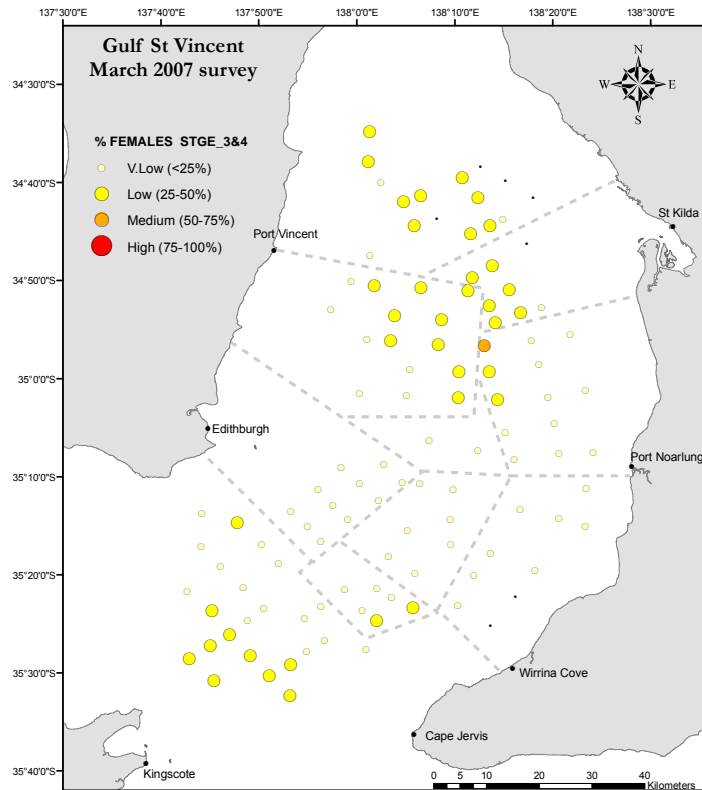 137°30'0"E 137°40'0"E 137°50'0"E 138°0'0"E 138°10'0"E 138°20'0"E 138°30'0"E
Gulf St Vincent
March 2007 survey
N
W E
S
34°30'0"S
% FEMALES STGE_3&4
V.Low (<25%)
Low (25-50%)
Medium (50-75%)
High (75-100%)
34°40'0"S
St Kilda
Port Vincent
34°50'0"S
35°0'0"S
Edithburgh
Port Noarlung
35°10'0"S
35°20'0"S
35°30'0"S
Wirrina Cove
Cape Jervis
35°40'0"S
Kingscote
0 5 10 20 30 40
Kilometers